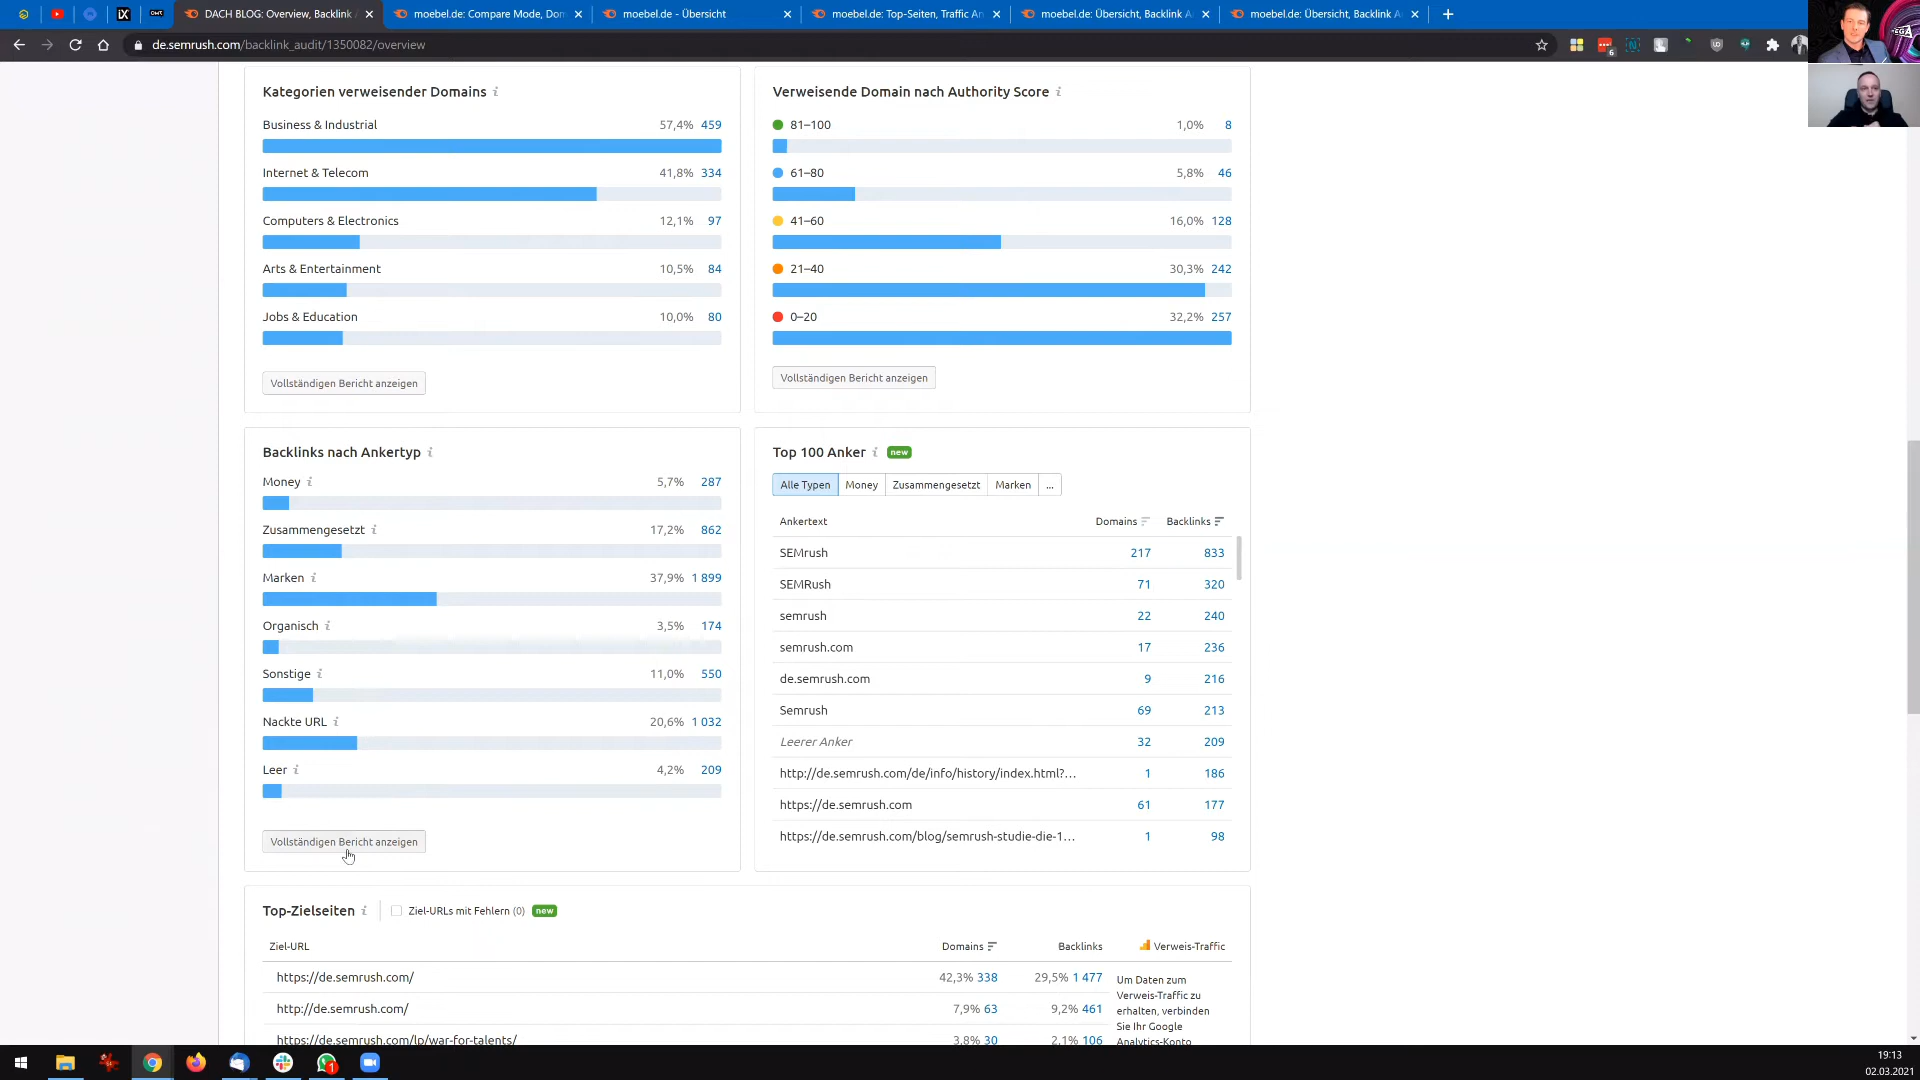 DACH BLOG: Overview, Backlink
moebel.de: Compare Mode, Dom
moebel.de - Übersicht
moebel.de: Top-Seiten, Traffic An
moebel.de: Übersicht, Backlink A
moebel.de: Übersicht, Backlink A
de.semrush.com/backlink_audit/1350082/overview
Kategorien verweisender Domains
Business & Industrial 57,4% 459
Internet & Telecom 41,8% 334
Computers & Electronics 12,1% 97
Arts & Entertainment 10,5% 84
Jobs & Education 10,0% 80
Vollständigen Bericht anzeigen
Verweisende Domain nach Authority Score
81–100 1,0% 8
61–80 5,8% 46
41–60 16,0% 128
21–40 30,3% 242
0–20 32,2% 257
Vollständigen Bericht anzeigen
Backlinks nach Ankertyp
Money 5,7% 287
Zusammengesetzt 17,2% 862
Marken 37,9% 1 899
Organisch 3,5% 174
Sonstige 11,0% 550
Nackte URL 20,6% 1 032
Leer 4,2% 209
Vollständigen Bericht anzeigen
Top 100 Anker new
Alle Typen Money Zusammengesetzt Marken ...
Ankertext Domains Backlinks
SEMrush 217 833
SEMRush 71 320
semrush 22 240
semrush.com 17 236
de.semrush.com 9 216
Semrush 69 213
Leerer Anker 32 209
http://de.semrush.com/de/info/history/index.html?... 1 186
https://de.semrush.com 61 177
https://de.semrush.com/blog/semrush-studie-die-1... 1 98
Top-Zielseiten Ziel-URLs mit Fehlern (0) new
Ziel-URL Domains Backlinks Verweis-Traffic
https://de.semrush.com/ 42,3% 338 29,5% 1 477
http://de.semrush.com/ 7,9% 63 9,2% 461
https://de.semrush.com/lp/war-for-talents/ 3,8% 30 2,1% 106
Um Daten zum
Verweis-Traffic zu
erhalten, verbinden
Sie Ihr Google
Analytics-Konto
19:13
02.03.2021